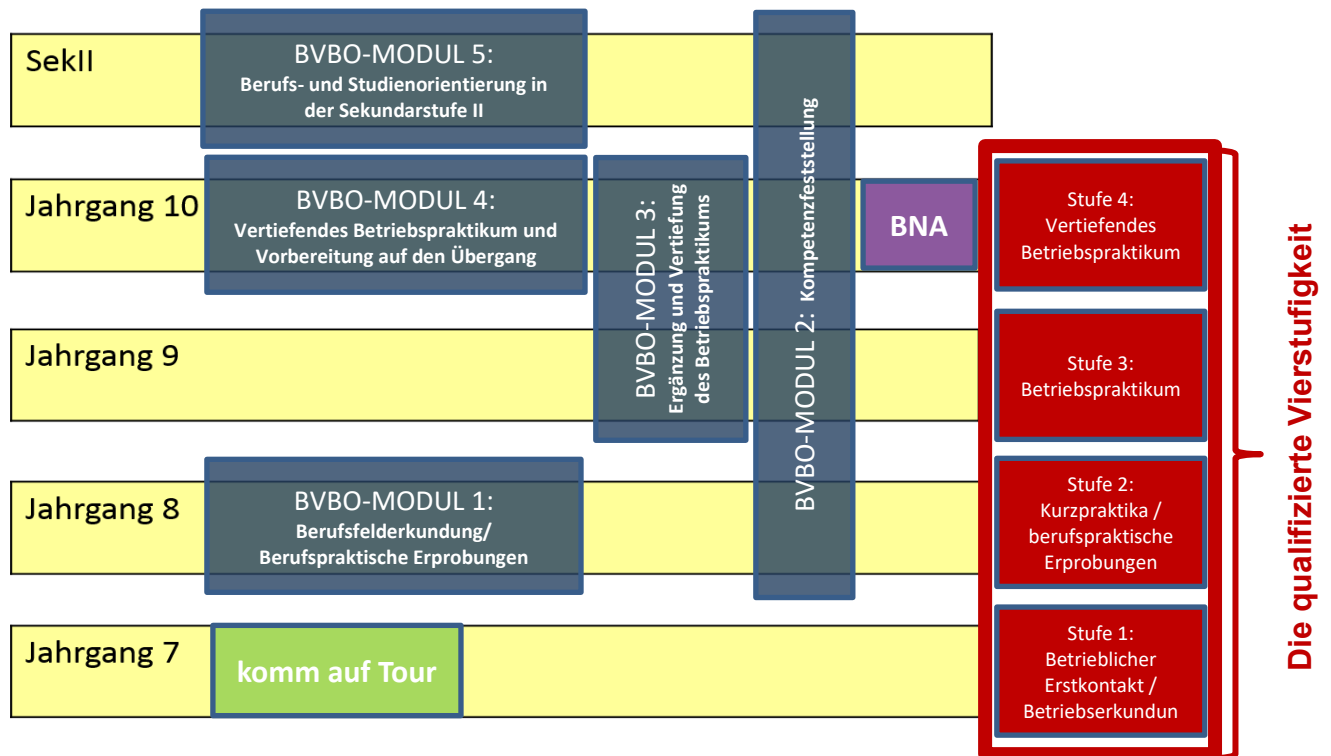 SekII
BVBO-MODUL 5:
Berufs- und Studienorientierung in
der Sekundarstufe II
Jahrgang 10
BVBO-MODUL 4:
Vertiefendes Betriebspraktikum und
Vorbereitung auf den Übergang
BVBO-MODUL 3:
Ergänzung und Vertiefung
des Betriebspraktikums
BVBO-MODUL 2: Kompetenzfeststellung
BNA
Stufe 4:
Vertiefendes
Betriebspraktikum
Jahrgang 9
Stufe 3:
Betriebspraktikum
Jahrgang 8
BVBO-MODUL 1:
Berufsfelderkundung/
Berufspraktische Erprobungen
Stufe 2:
Kurzpraktika /
berufspraktische
Erprobungen
Jahrgang 7
komm auf Tour
Stufe 1:
Betrieblicher
Erstkontakt /
Betriebserkundun
Die qualifizierte Vierstufigkeit